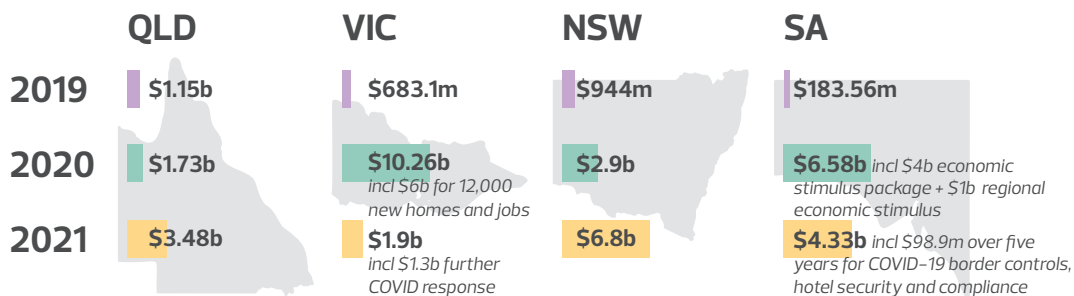 QLD VIC NSW SA
2019 $1.15b $683.1m $944m $183.56m
2020 $1.73b $10.26b $2.9b $6.58b incl $4b economic
incl $6b for 12,000 stimulus package + $1b regional
new homes and jobs economic stimulus
2021 $3.48b $1.9b $6.8b $4.33b incl $98.9m over five
incl $1.3b further years for COVID-19 border controls,
COVID response hotel security and compliance